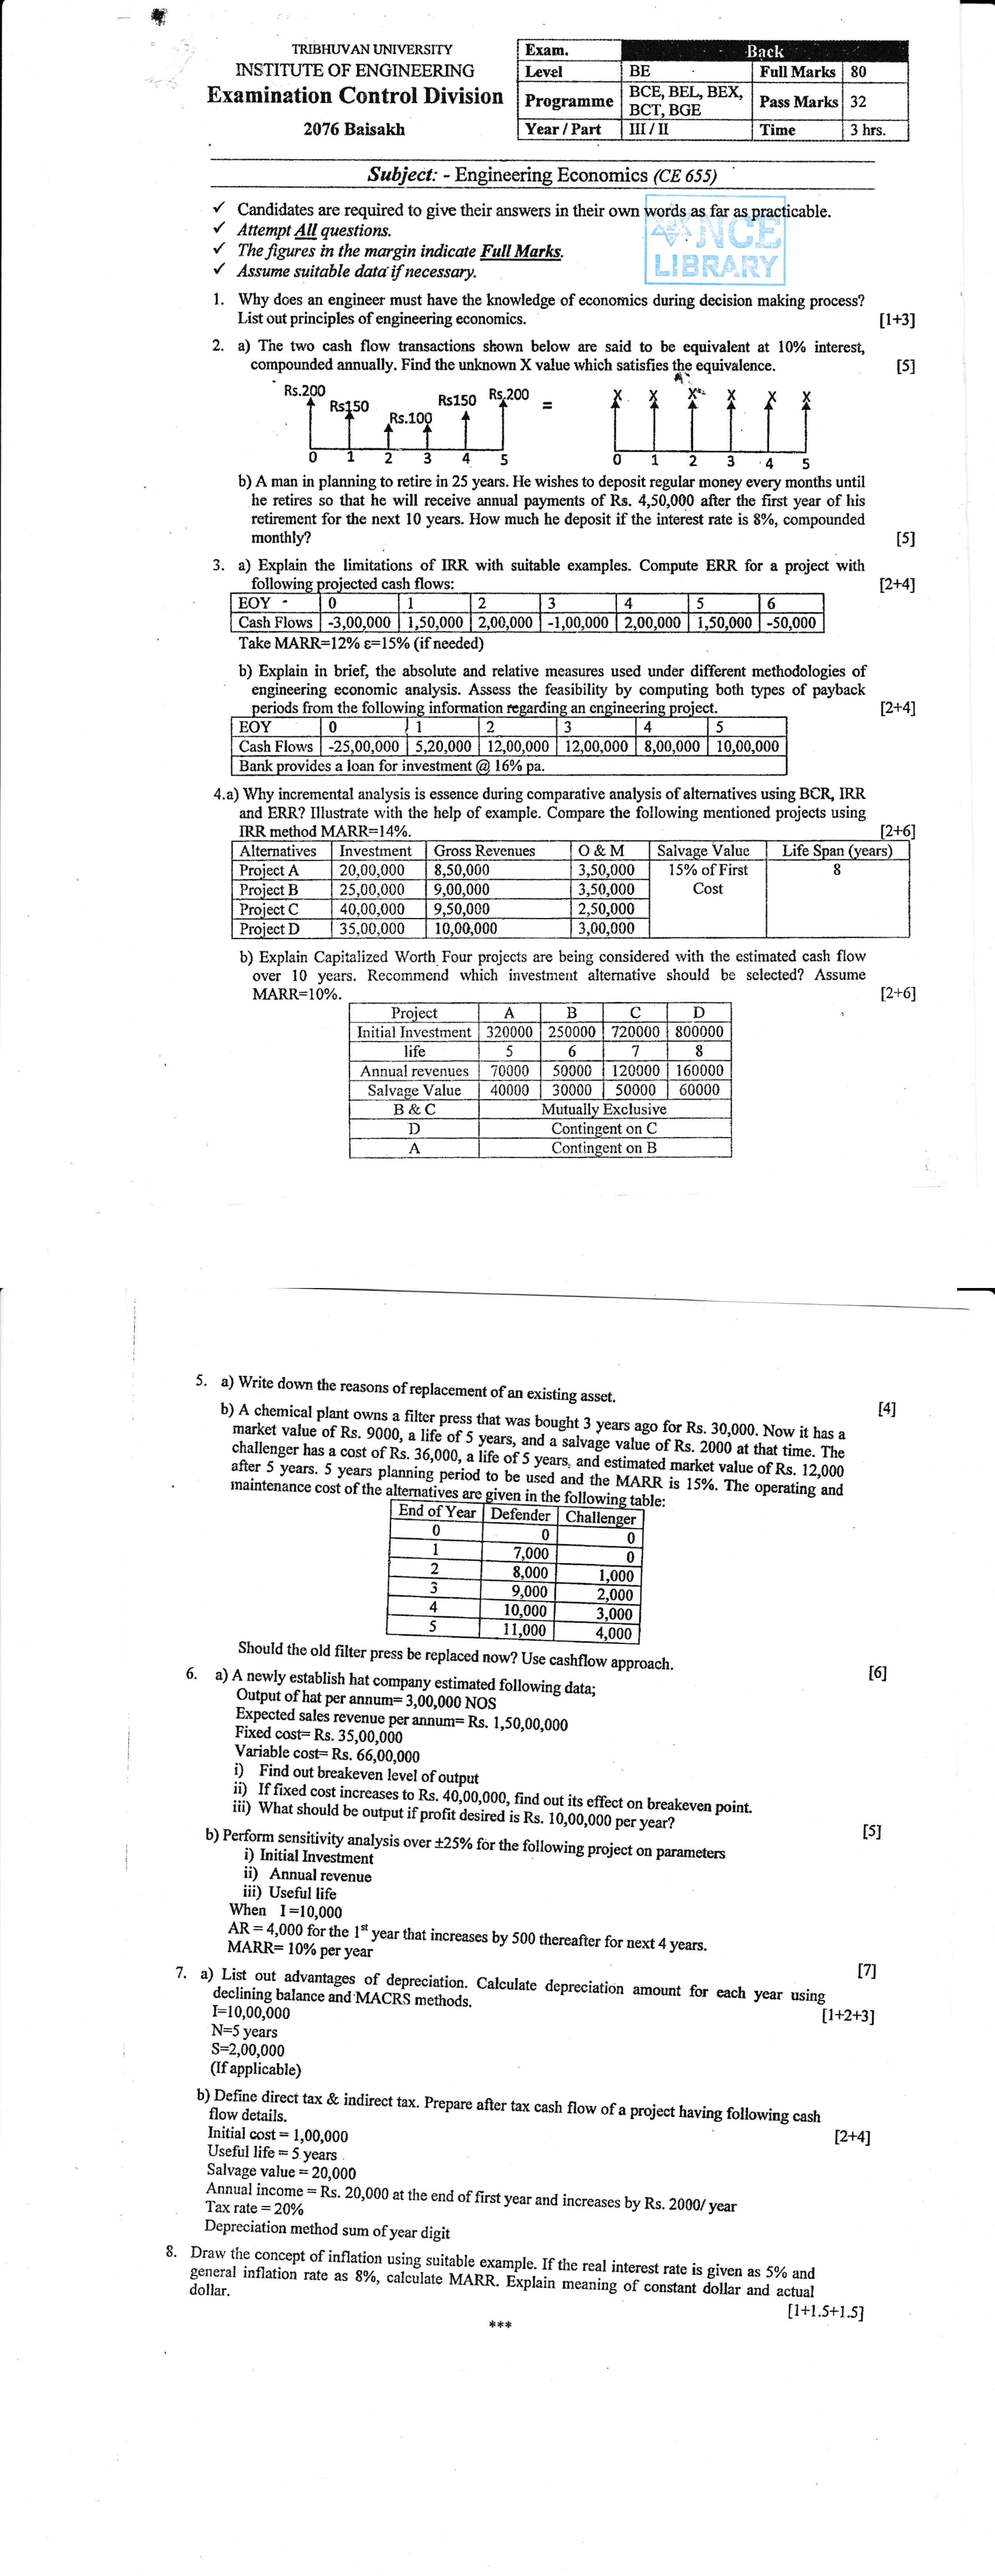 TRIBHUVAN UNIVERSITY
INSTITUTE OF ENGINEERING
Examination Control Division
2076 Baisakh
Exam. Back
Level BE Full Marks 80
Programme BCE, BEL, BEX, BCT, BGE Pass Marks 32
Year / Part III / II Time 3 hrs.
Subject: - Engineering Economics (CE 655)
✓ Candidates are required to give their answers in their own words as far as practicable.
✓ Attempt All questions.
✓ The figures in the margin indicate Full Marks.
✓ Assume suitable data if necessary.
NCE
LIBRARY
1. Why does an engineer must have the knowledge of economics during decision making process?
List out principles of engineering economics. [1+3]
2. a) The two cash flow transactions shown below are said to be equivalent at 10% interest,
compounded annually. Find the unknown X value which satisfies the equivalence. [5]
Rs.200 Rs150 Rs.100 Rs150 Rs.200 = X X X X X X
0 1 2 3 4 5 0 1 2 3 4 5
b) A man in planning to retire in 25 years. He wishes to deposit regular money every months until
he retires so that he will receive annual payments of Rs. 4,50,000 after the first year of his
retirement for the next 10 years. How much he deposit if the interest rate is 8%, compounded
monthly? [5]
3. a) Explain the limitations of IRR with suitable examples. Compute ERR for a project with
following projected cash flows: [2+4]
EOY - 0 1 2 3 4 5 6
Cash Flows -3,00,000 1,50,000 2,00,000 -1,00,000 2,00,000 1,50,000 -50,000
Take MARR=12% ε=15% (if needed)
b) Explain in brief, the absolute and relative measures used under different methodologies of
engineering economic analysis. Assess the feasibility by computing both types of payback
periods from the following information regarding an engineering project. [2+4]
EOY 0 1 2 3 4 5
Cash Flows -25,00,000 5,20,000 12,00,000 12,00,000 8,00,000 10,00,000
Bank provides a loan for investment @ 16% pa.
4.a) Why incremental analysis is essence during comparative analysis of alternatives using BCR, IRR
and ERR? Illustrate with the help of example. Compare the following mentioned projects using
IRR method MARR=14%. [2+6]
Alternatives Investment Gross Revenues O & M Salvage Value Life Span (years)
Project A 20,00,000 8,50,000 3,50,000 15% of First 8
Project B 25,00,000 9,00,000 3,50,000 Cost
Project C 40,00,000 9,50,000 2,50,000
Project D 35,00,000 10,00,000 3,00,000
b) Explain Capitalized Worth Four projects are being considered with the estimated cash flow
over 10 years. Recommend which investment alternative should be selected? Assume
MARR=10%. [2+6]
Project A B C D
Initial Investment 320000 250000 720000 800000
life 5 6 7 8
Annual revenues 70000 50000 120000 160000
Salvage Value 40000 30000 50000 60000
B & C Mutually Exclusive
D Contingent on C
A Contingent on B
5. a) Write down the reasons of replacement of an existing asset. [4]
b) A chemical plant owns a filter press that was bought 3 years ago for Rs. 30,000. Now it has a
market value of Rs. 9000, a life of 5 years, and a salvage value of Rs. 2000 at that time. The
challenger has a cost of Rs. 36,000, a life of 5 years, and estimated market value of Rs. 12,000
after 5 years. 5 years planning period to be used and the MARR is 15%. The operating and
maintenance cost of the alternatives are given in the following table:
End of Year Defender Challenger
0 0 0
1 7,000 0
2 8,000 1,000
3 9,000 2,000
4 10,000 3,000
5 11,000 4,000
Should the old filter press be replaced now? Use cashflow approach. [6]
6. a) A newly establish hat company estimated following data;
Output of hat per annum= 3,00,000 NOS
Expected sales revenue per annum= Rs. 1,50,00,000
Fixed cost= Rs. 35,00,000
Variable cost= Rs. 66,00,000
i) Find out breakeven level of output
ii) If fixed cost increases to Rs. 40,00,000, find out its effect on breakeven point.
iii) What should be output if profit desired is Rs. 10,00,000 per year? [5]
b) Perform sensitivity analysis over ±25% for the following project on parameters
i) Initial Investment
ii) Annual revenue
iii) Useful life
When I =10,000
AR = 4,000 for the 1st year that increases by 500 thereafter for next 4 years.
MARR= 10% per year [7]
7. a) List out advantages of depreciation. Calculate depreciation amount for each year using
declining balance and MACRS methods. [1+2+3]
I=10,00,000
N=5 years
S=2,00,000
(If applicable)
b) Define direct tax & indirect tax. Prepare after tax cash flow of a project having following cash
flow details. [2+4]
Initial cost = 1,00,000
Useful life = 5 years
Salvage value = 20,000
Annual income = Rs. 20,000 at the end of first year and increases by Rs. 2000/ year
Tax rate = 20%
Depreciation method sum of year digit
8. Draw the concept of inflation using suitable example. If the real interest rate is given as 5% and
general inflation rate as 8%, calculate MARR. Explain meaning of constant dollar and actual
dollar. [1+1.5+1.5]
***